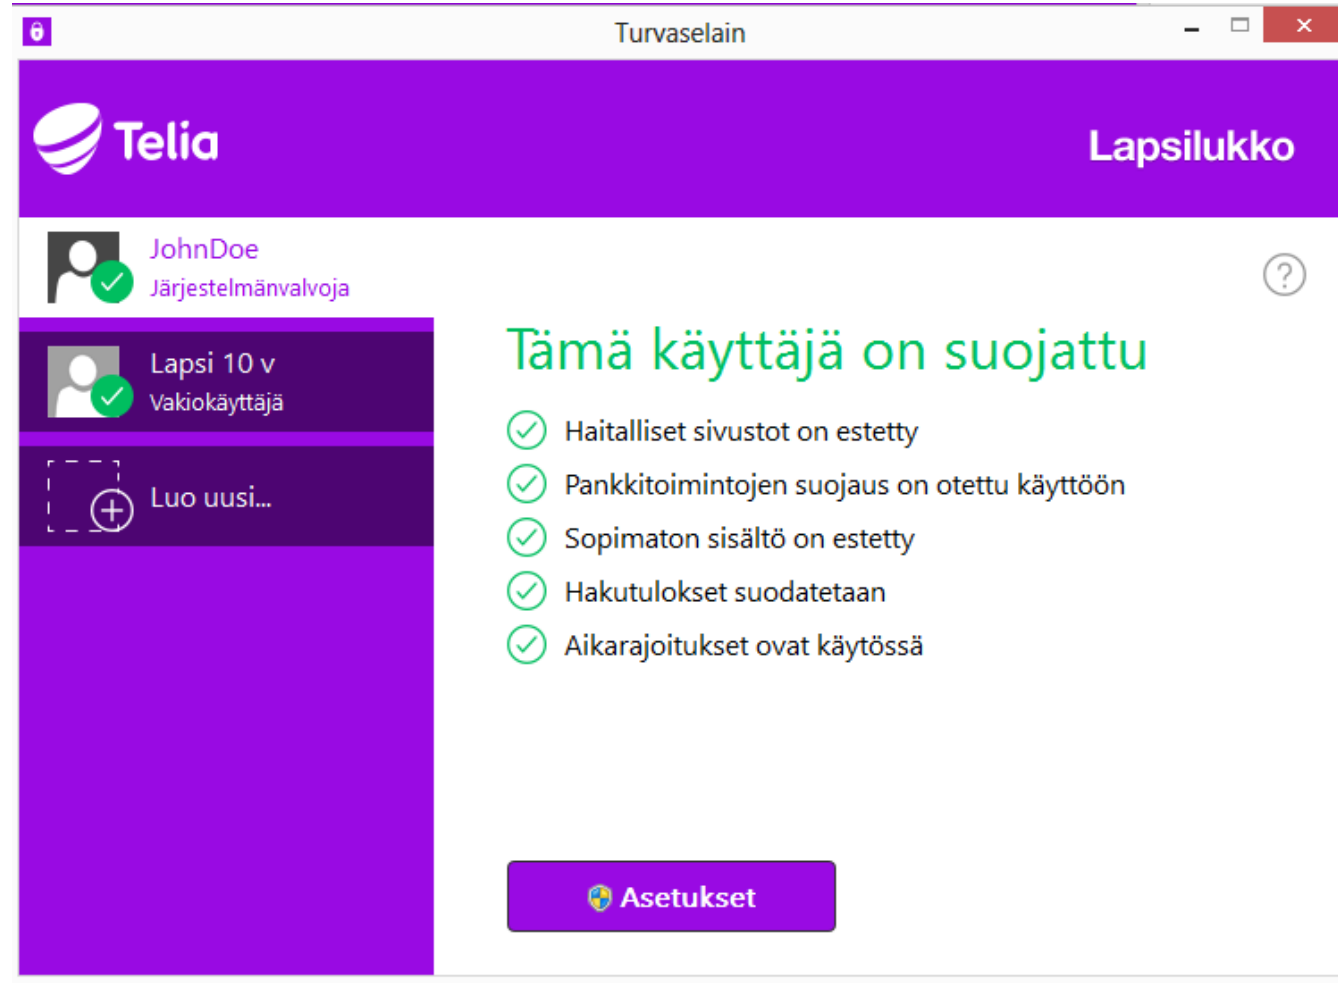 Turvaselain
Telia
Lapsilukko
JohnDoe
Järjestelmänvalvoja
Lapsi 10 v
Vakiokäyttäjä
Luo uusi...
?
Tämä käyttäjä on suojattu
Haitalliset sivustot on estetty
Pankkitoimintojen suojaus on otettu käyttöön
Sopimaton sisältö on estetty
Hakutulokset suodatetaan
Aikarajoitukset ovat käytössä
Asetukset